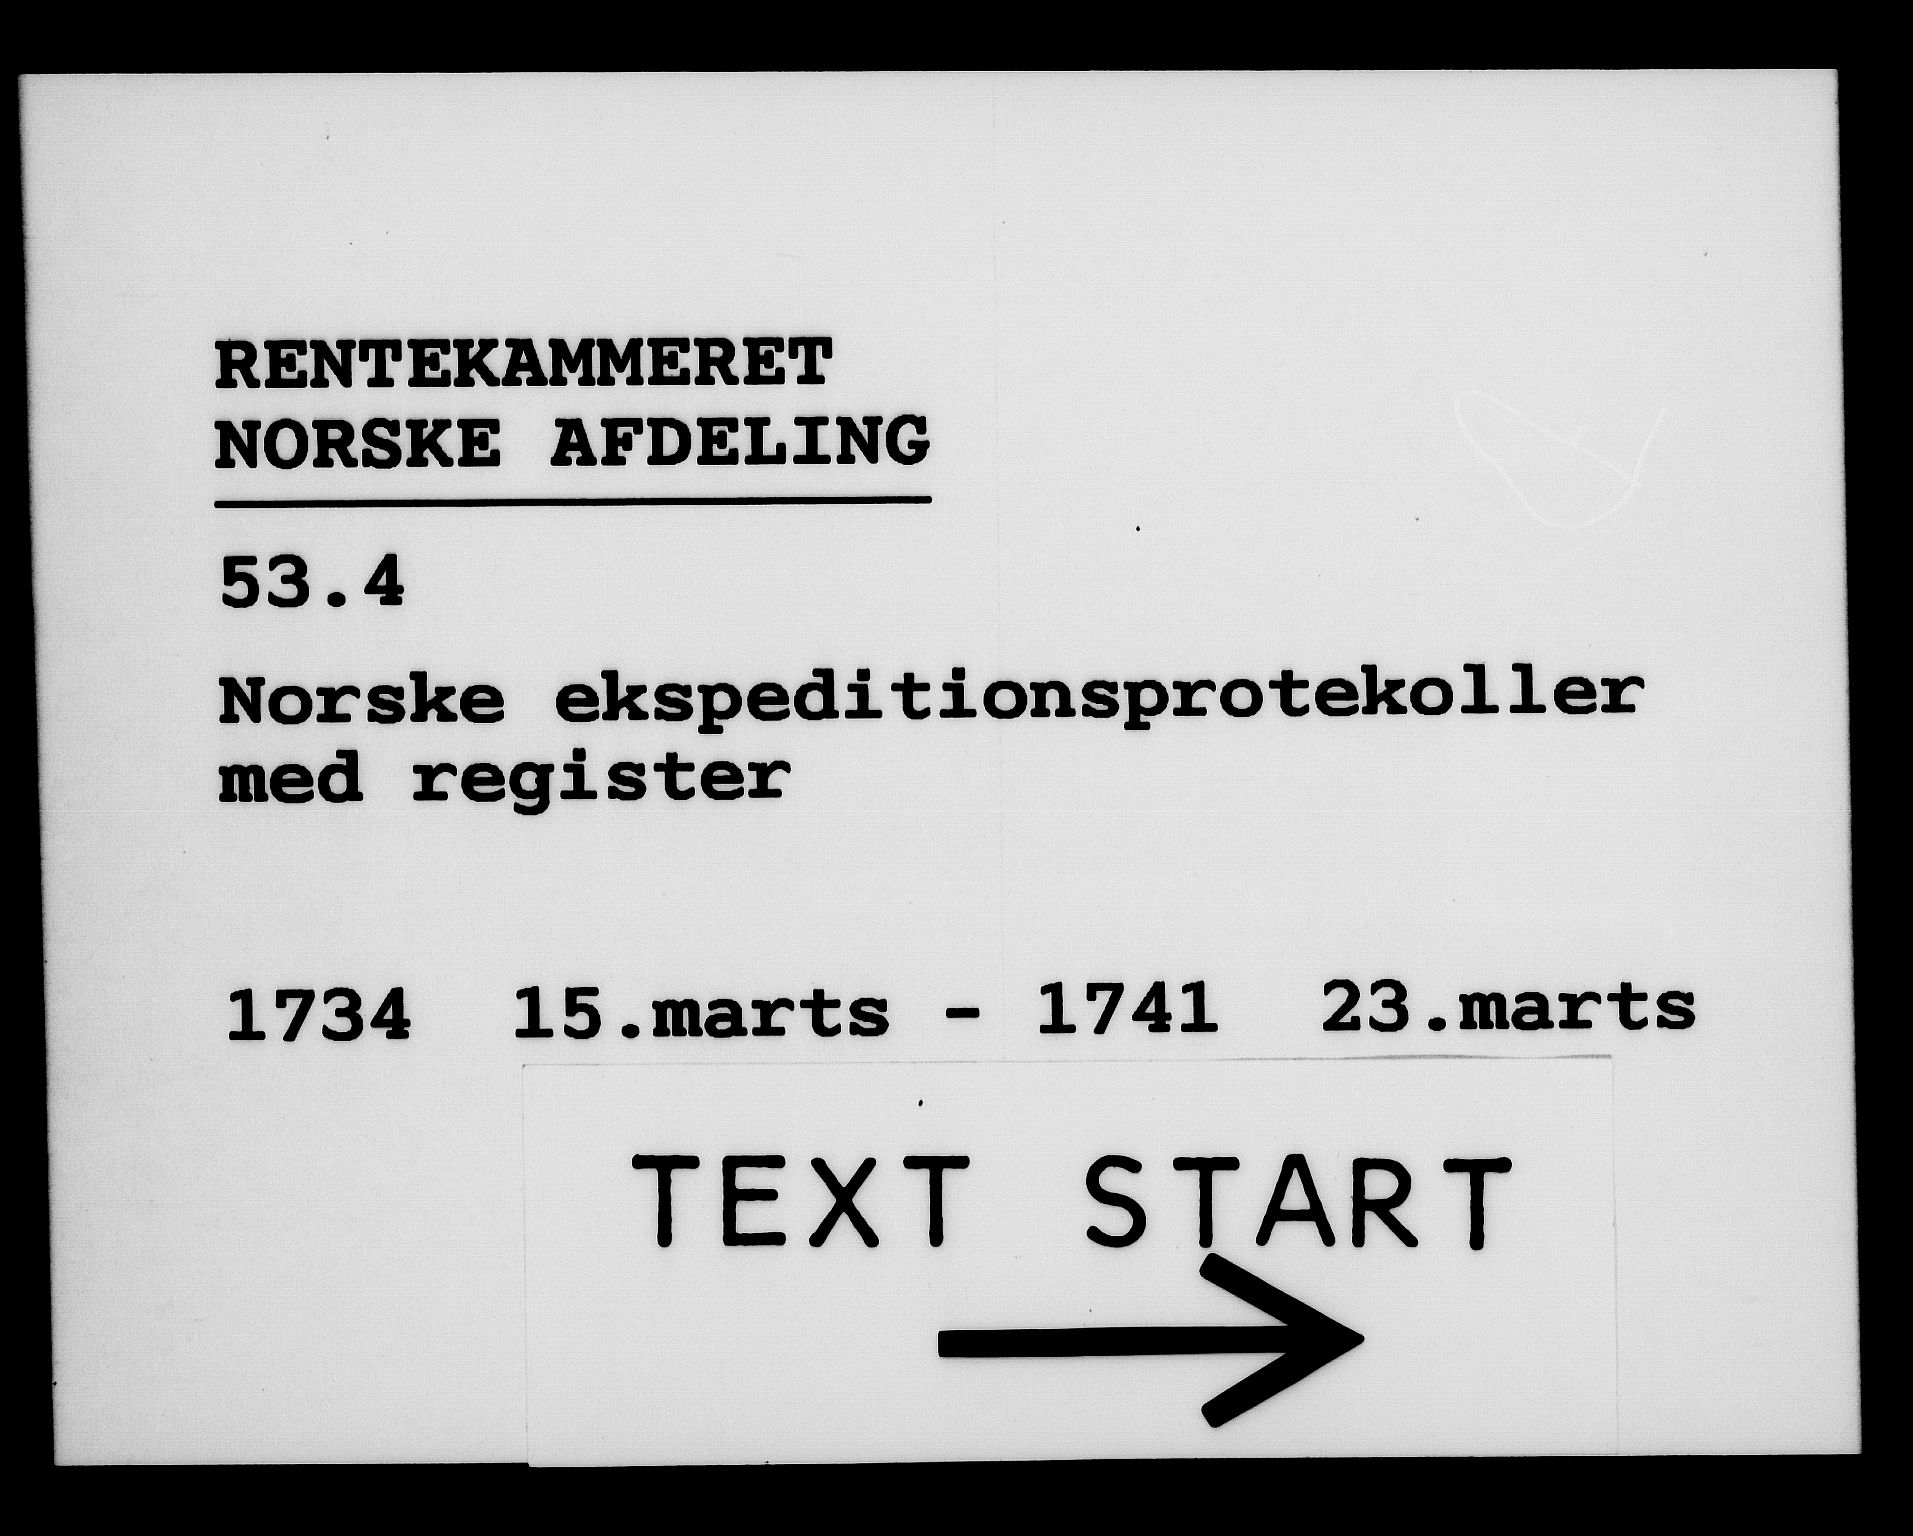 RENTEKAMMERET
NORSKE AFDELING
53.4
Norske ekspeditionsprotekoller
med register
1734 15.marts - 1741 23.marts
TEXT START